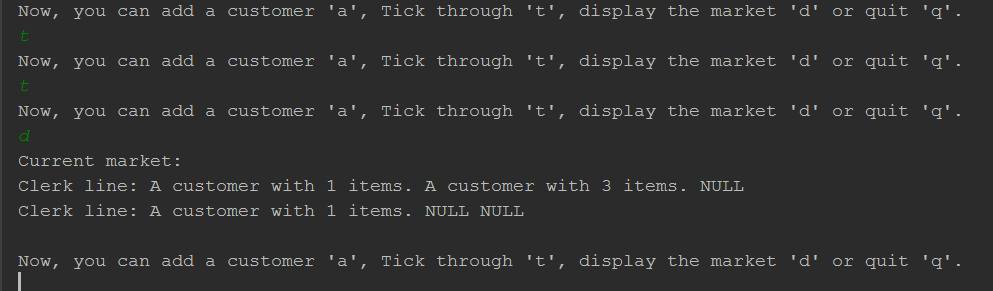 Now, you can add a customer 'a', Tick through 't', display the market 'd' or quit 'q'.
t
Now, you can add a customer 'a', Tick through 't', display the market 'd' or quit 'q'.
t
Now, you can add a customer 'a', Tick through 't', display the market 'd' or quit 'q'.
d
Current market:
Clerk line: A customer with 1 items. A customer with 3 items. NULL
Clerk line: A customer with 1 items. NULL NULL
Now, you can add a customer 'a', Tick through 't', display the market 'd' or quit 'q'.